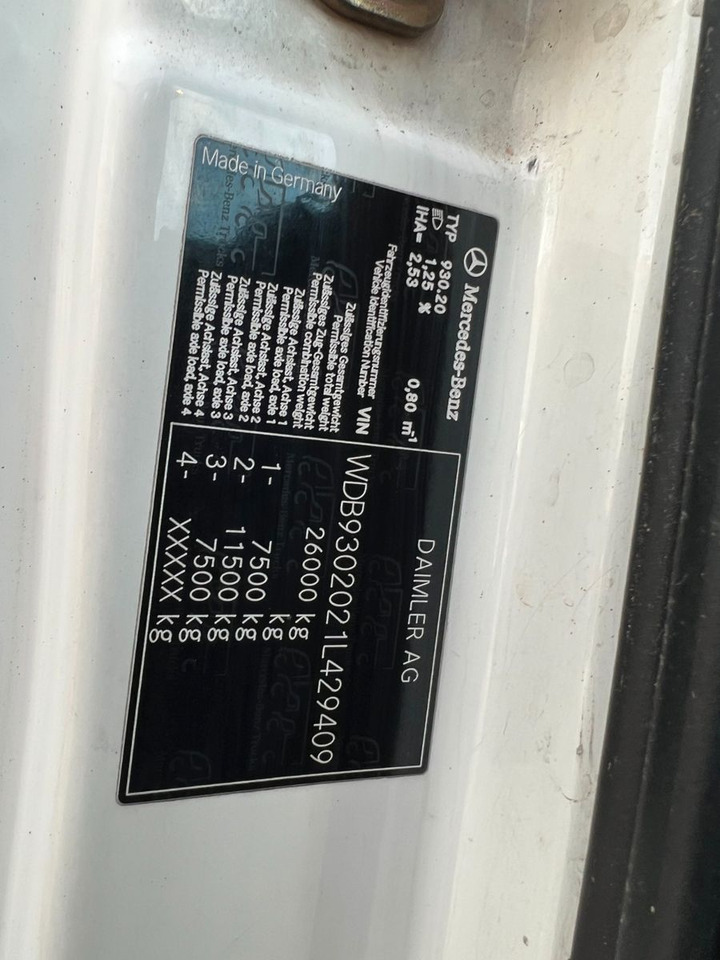 Mercedes-Benz
TYP 930.20
1,25 %
IHA= 2,53 0,80 m-1
DAIMLER AG
Fahrzeugidentifizierungsnummer
Vehicle Identification Number VIN WDB9302021L429409
Zulässiges Gesamtgewicht
Permissible total weight 26000 kg
Zulässiges Zug-Gesamtgewicht
Permissible combination weight kg
Zulässige Achslast, Achse 1
Permissible axle load, axle 1 1- 7500 kg
Zulässige Achslast, Achse 2
Permissible axle load, axle 2 2- 11500 kg
Zulässige Achslast, Achse 3
Permissible axle load, axle 3 3- 7500 kg
Zulässige Achslast, Achse 4
Permissible axle load, axle 4 4- XXXXX kg
Made in Germany